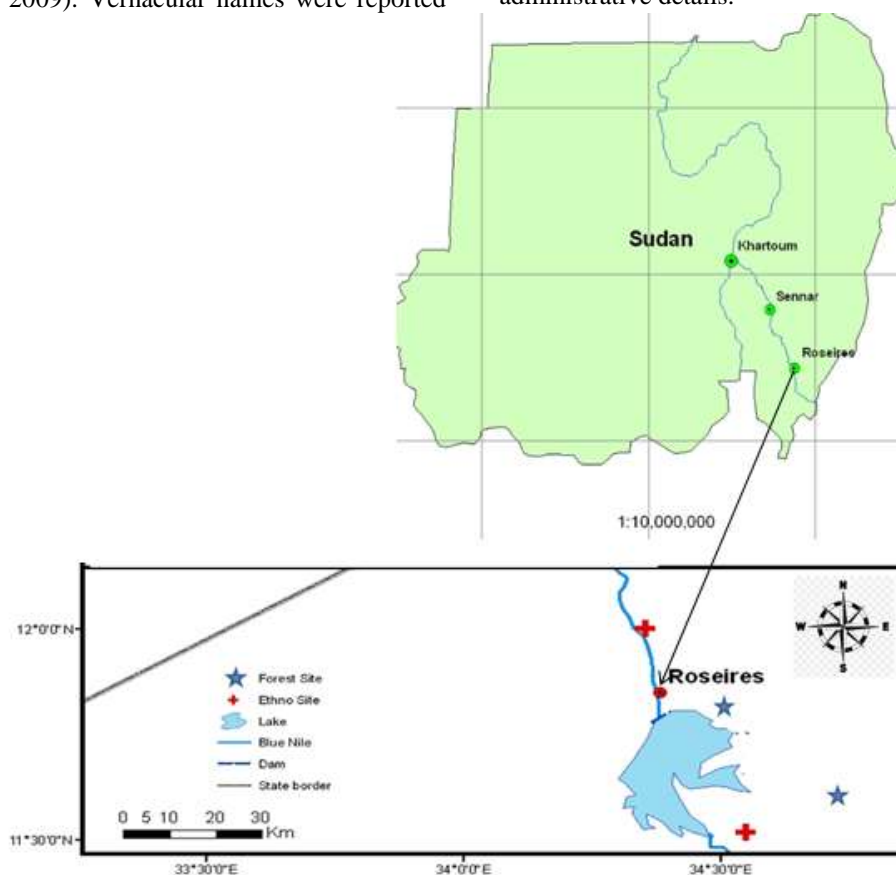 2009). Vernacular names were reported
administrative details.
Sudan
Khartoum
Sennar
Roseires
1:10,000,000
N
W E
S
12°0'0"N
Roseires
Forest Site
Ethno Site
Lake
Blue Nile
Dam
State border
0 5 10 20 30
Km
11°30'0"N
33°30'0"E 34°0'0"E 34°30'0"E